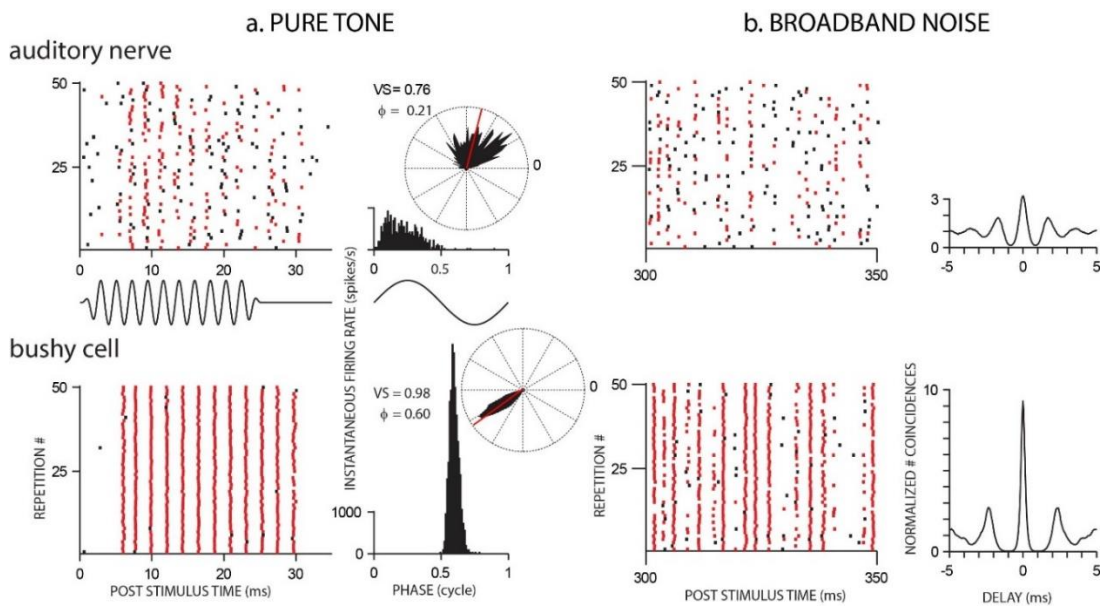 a. PURE TONE
b. BROADBAND NOISE
auditory nerve
50
25
0 10 20 30
VS= 0.76
ϕ = 0.21
0
0 0.5 1
50
25
300 350
3
0
-5 0 5
bushy cell
REPETITION #
50
25
0 10 20 30
POST STIMULUS TIME (ms)
INSTANTANEOUS FIRING RATE (spikes/s)
VS = 0.98
ϕ = 0.60
0
1000
0
0 0.5 1
PHASE (cycle)
REPETITION #
50
25
300 350
POST STIMULUS TIME (ms)
NORMALIZED # COINCIDENCES
10
0
-5 0 5
DELAY (ms)